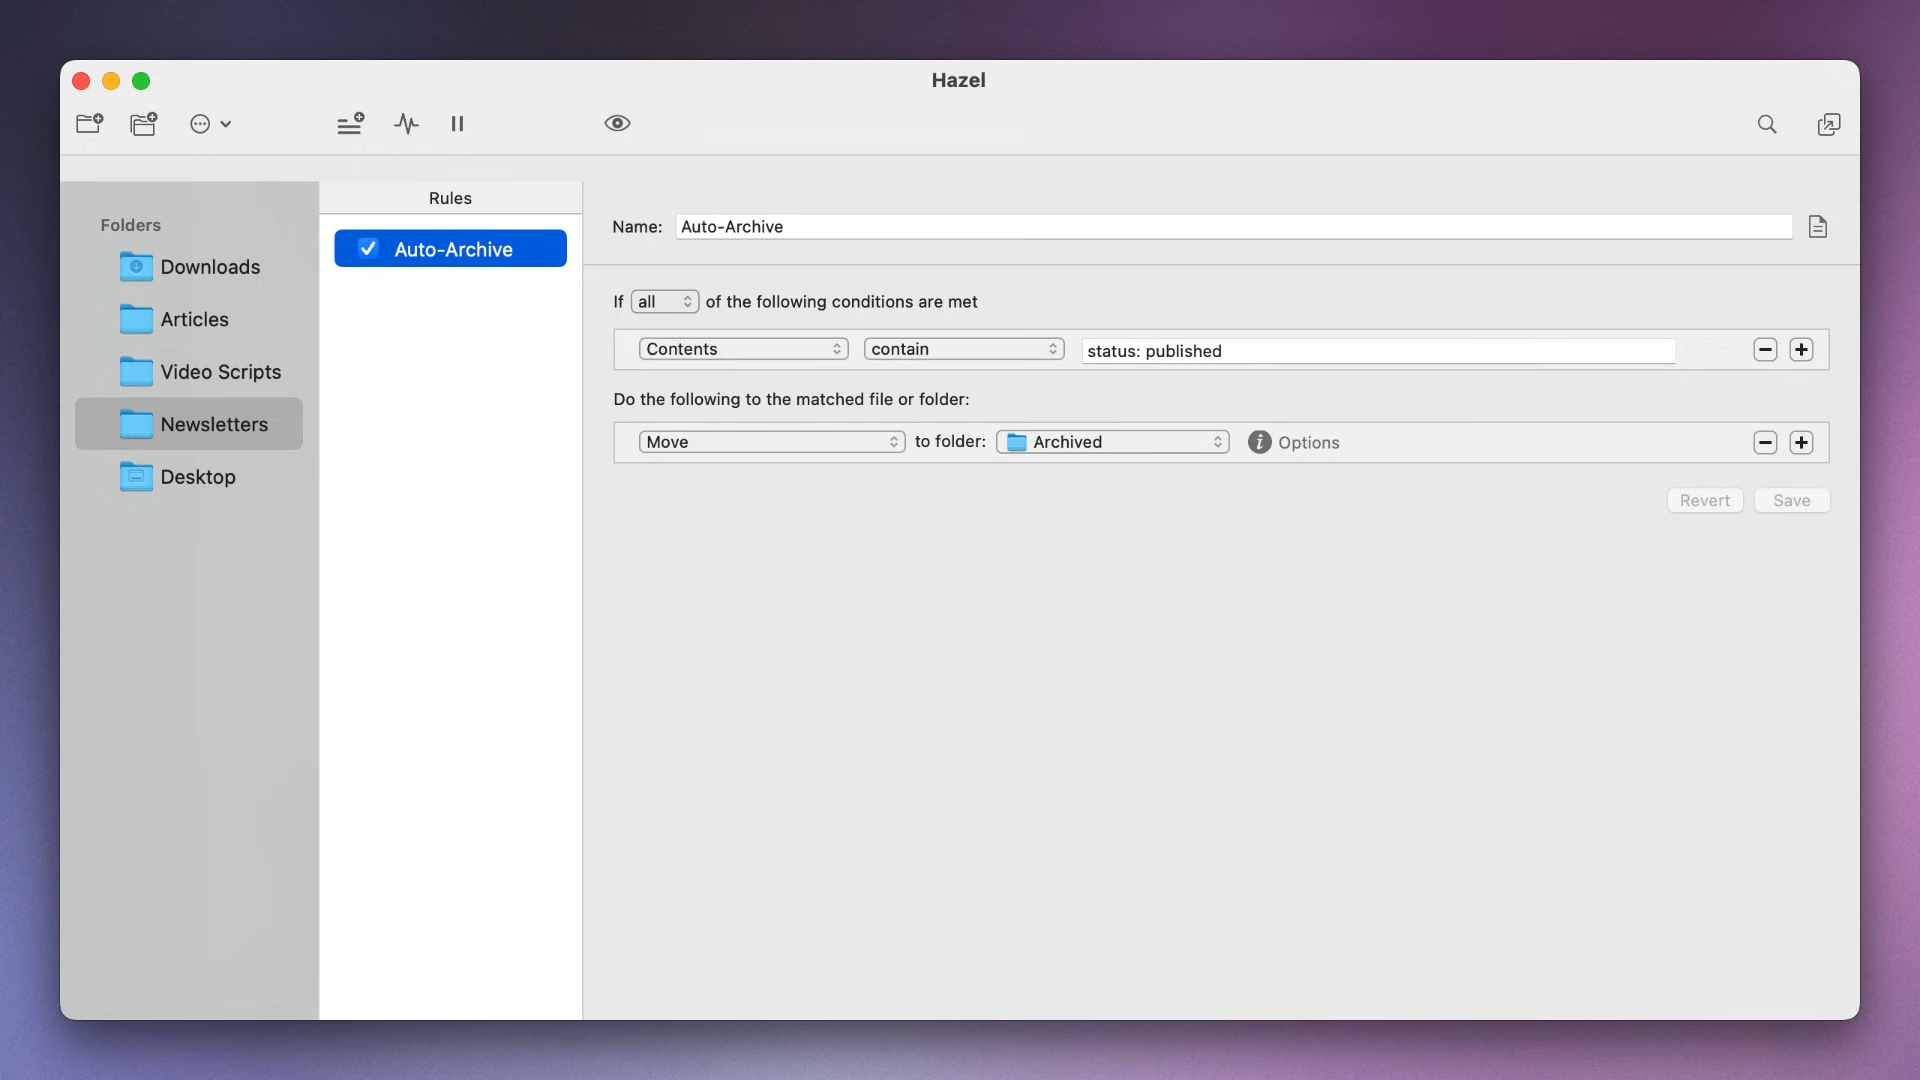 Hazel
Folders
Downloads
Articles
Video Scripts
Newsletters
Desktop
Rules
Auto-Archive
Name: Auto-Archive
If all of the following conditions are met
Contents contain status: published
Do the following to the matched file or folder:
Move to folder: Archived Options
Revert Save